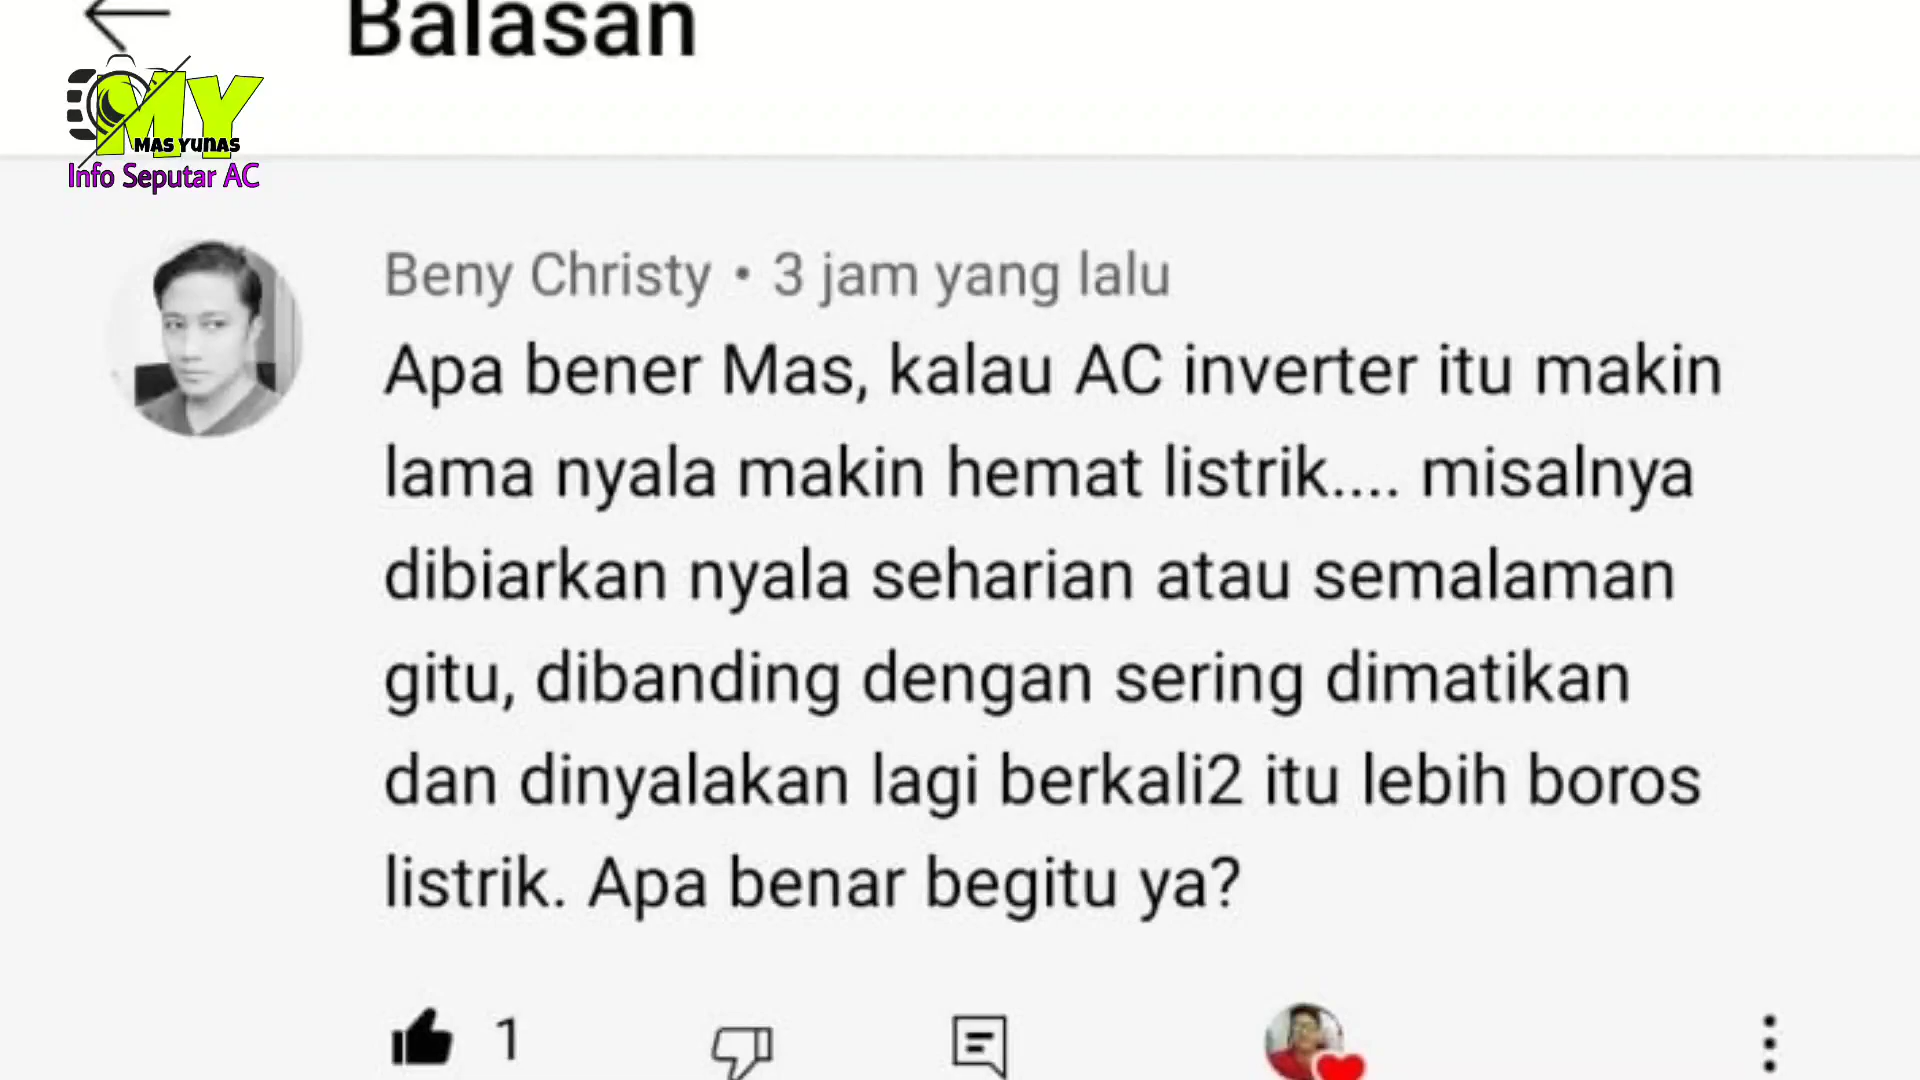 Balasan
MY
MAS YUNAS
Info Seputar AC
Beny Christy • 3 jam yang lalu
Apa bener Mas, kalau AC inverter itu makin
lama nyala makin hemat listrik.... misalnya
dibiarkan nyala seharian atau semalaman
gitu, dibanding dengan sering dimatikan
dan dinyalakan lagi berkali2 itu lebih boros
listrik. Apa benar begitu ya?
1